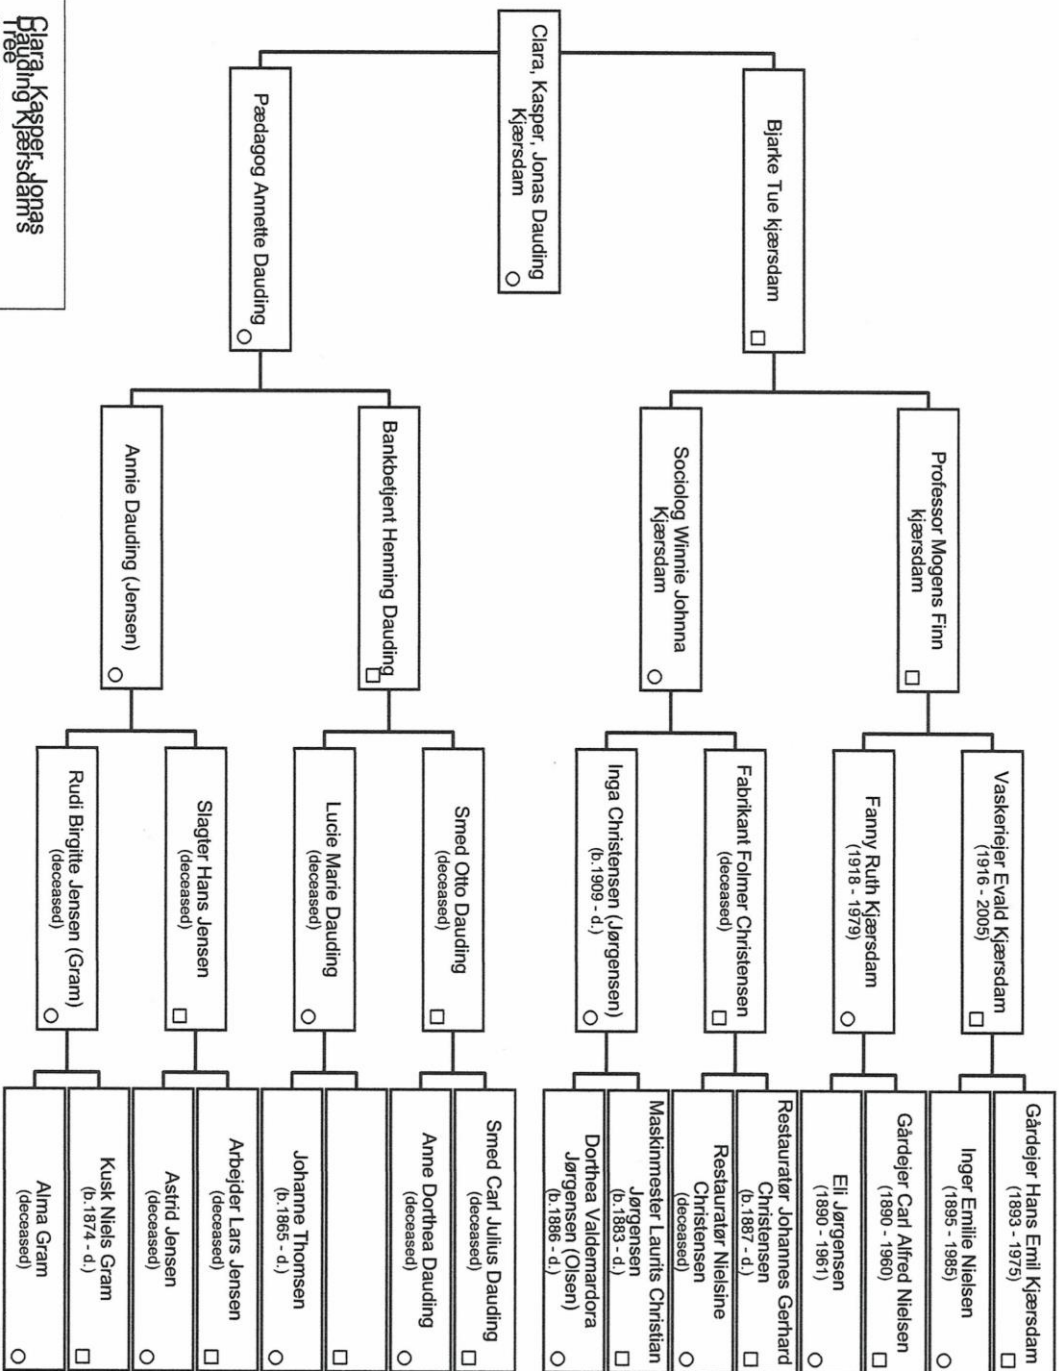 Clara, Kasper, Jonas
Dauding Kjærsdam's
Tree
Clara, Kasper, Jonas Dauding
Kjærsdam
Bjarke Tue kjærsdam
Pædagog Annette Dauding
Professor Mogens Finn
kjærsdam
Sociolog Winnie Johnna
Kjærsdam
Bankbetjent Henning Dauding
Annie Dauding (Jensen)
Vaskeriejer Evald Kjærsdam
(1916 - 2005)
Fanny Ruth Kjærsdam
(1918 - 1979)
Fabrikant Folmer Christensen
(deceased)
Inga Christensen (Jørgensen)
(b.1909 - d.)
Smed Otto Dauding
(deceased)
Lucie Marie Dauding
(deceased)
Slagter Hans Jensen
(deceased)
Rudi Birgitte Jensen (Gram)
(deceased)
Gårdejer Hans Emil Kjærsdam
(1893 - 1975)
Inger Emilie Nielsen
(1895 - 1985)
Gårdejer Carl Alfred Nielsen
(1890 - 1960)
Eli Jørgensen
(1890 - 1961)
Restauratør Johannes Gerhard
Christensen
(b.1887 - d.)
Restauratør Nielsine
Christensen
(deceased)
Maskinmester Laurits Christian
Jørgensen
(b.1883 - d.)
Dorthea Valdemardora
Jørgensen (Olsen)
(b.1886 - d.)
Smed Carl Julius Dauding
(deceased)
Anne Dorthea Dauding
(deceased)
Johanne Thomsen
(b.1865 - d.)
Arbejder Lars Jensen
(deceased)
Astrid Jensen
(deceased)
Kusk Niels Gram
(b.1874 - d.)
Alma Gram
(deceased)